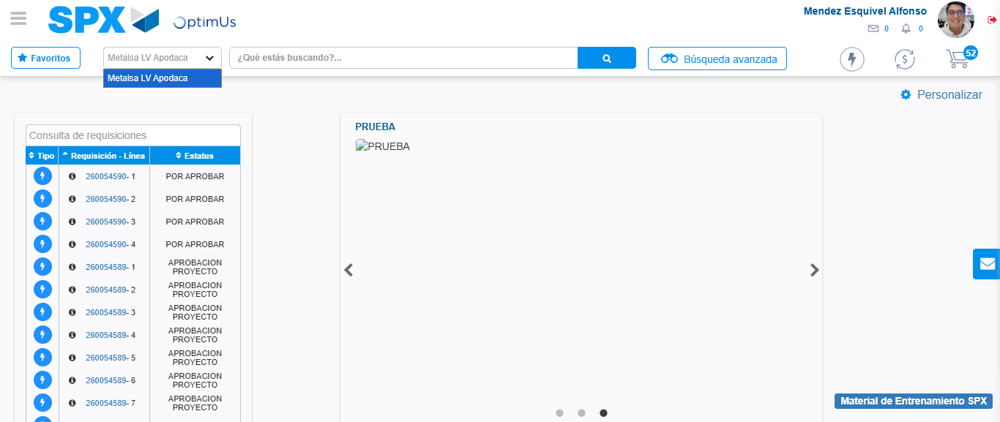 SPX
OptimUs
Mendez Esquivel Alfonso
0 0
Favoritos
Metalsa LV Apodaca
Metalsa LV Apodaca
¿Qué estás buscando?...
Búsqueda avanzada
$
52
Personalizar
Consulta de requisiciones
Tipo Requisición - Línea Estatus
260054590- 1 POR APROBAR
260054590- 2 POR APROBAR
260054590- 3 POR APROBAR
260054590- 4 POR APROBAR
260054589- 1 APROBACION
PROYECTO
260054589- 2 APROBACION
PROYECTO
260054589- 3 APROBACION
PROYECTO
260054589- 4 APROBACION
PROYECTO
260054589- 5 APROBACION
PROYECTO
260054589- 6 APROBACION
PROYECTO
260054589- 7 APROBACION
PROYECTO
PRUEBA
PRUEBA
Material de Entrenamiento SPX